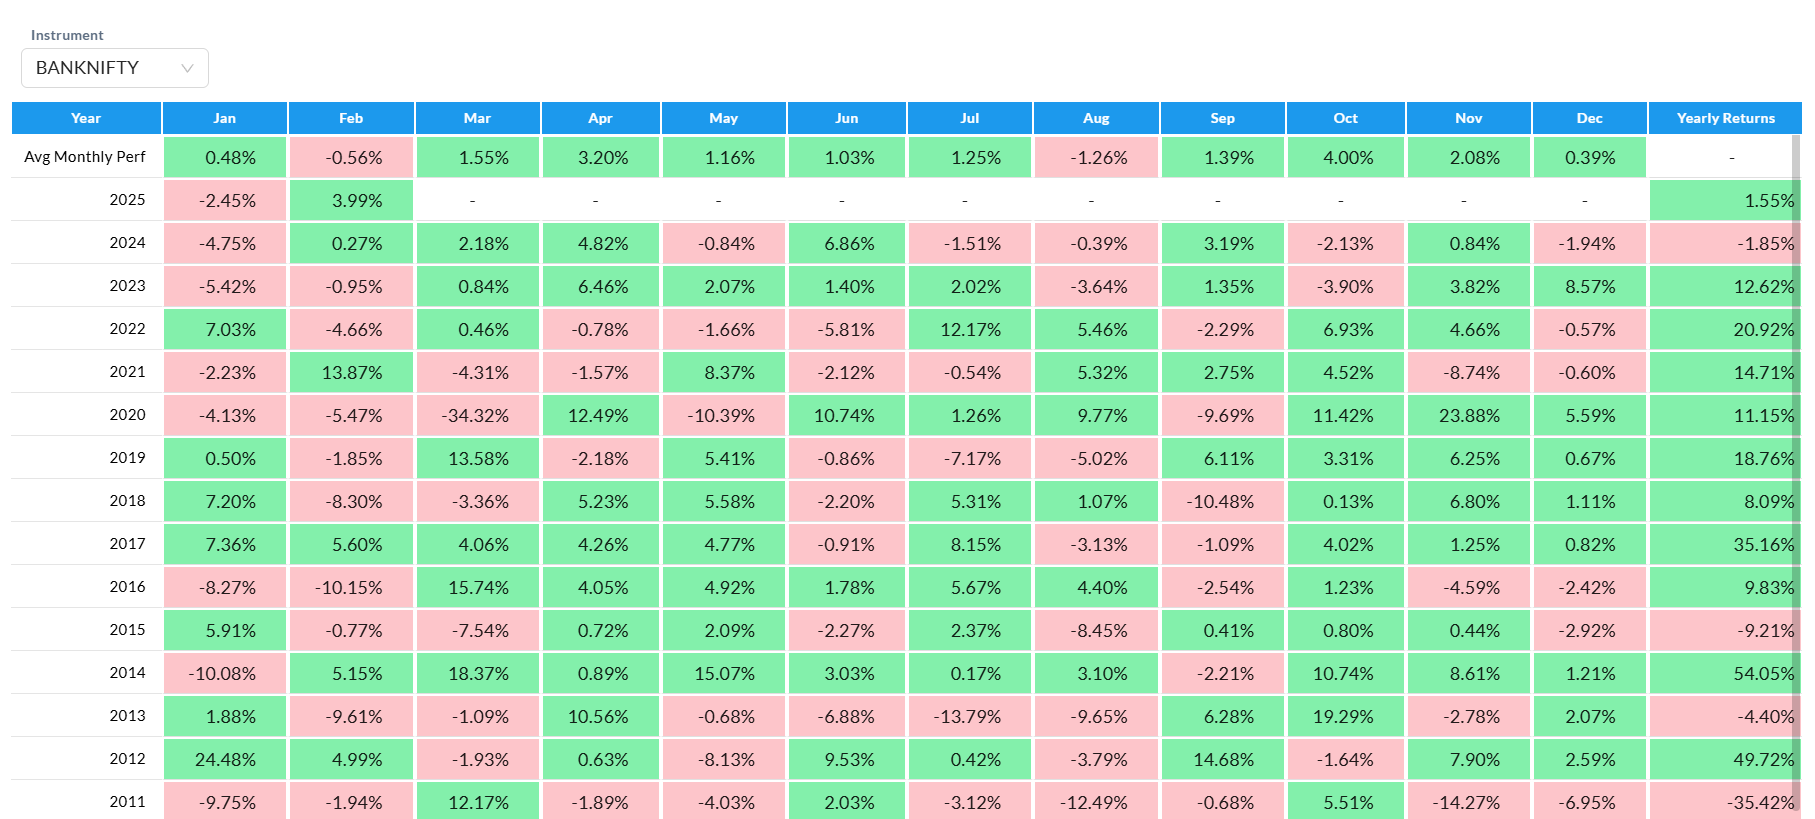 Instrument
BANKNIFTY
Year Jan Feb Mar Apr May Jun Jul Aug Sep Oct Nov Dec Yearly Returns
Avg Monthly Perf 0.48% -0.56% 1.55% 3.20% 1.16% 1.03% 1.25% -1.26% 1.39% 4.00% 2.08% 0.39% -
2025 -2.45% 3.99% - - - - - - - - - - 1.55%
2024 -4.75% 0.27% 2.18% 4.82% -0.84% 6.86% -1.51% -0.39% 3.19% -2.13% 0.84% -1.94% -1.85%
2023 -5.42% -0.95% 0.84% 6.46% 2.07% 1.40% 2.02% -3.64% 1.35% -3.90% 3.82% 8.57% 12.62%
2022 7.03% -4.66% 0.46% -0.78% -1.66% -5.81% 12.17% 5.46% -2.29% 6.93% 4.66% -0.57% 20.92%
2021 -2.23% 13.87% -4.31% -1.57% 8.37% -2.12% -0.54% 5.32% 2.75% 4.52% -8.74% -0.60% 14.71%
2020 -4.13% -5.47% -34.32% 12.49% -10.39% 10.74% 1.26% 9.77% -9.69% 11.42% 23.88% 5.59% 11.15%
2019 0.50% -1.85% 13.58% -2.18% 5.41% -0.86% -7.17% -5.02% 6.11% 3.31% 6.25% 0.67% 18.76%
2018 7.20% -8.30% -3.36% 5.23% 5.58% -2.20% 5.31% 1.07% -10.48% 0.13% 6.80% 1.11% 8.09%
2017 7.36% 5.60% 4.06% 4.26% 4.77% -0.91% 8.15% -3.13% -1.09% 4.02% 1.25% 0.82% 35.16%
2016 -8.27% -10.15% 15.74% 4.05% 4.92% 1.78% 5.67% 4.40% -2.54% 1.23% -4.59% -2.42% 9.83%
2015 5.91% -0.77% -7.54% 0.72% 2.09% -2.27% 2.37% -8.45% 0.41% 0.80% 0.44% -2.92% -9.21%
2014 -10.08% 5.15% 18.37% 0.89% 15.07% 3.03% 0.17% 3.10% -2.21% 10.74% 8.61% 1.21% 54.05%
2013 1.88% -9.61% -1.09% 10.56% -0.68% -6.88% -13.79% -9.65% 6.28% 19.29% -2.78% 2.07% -4.40%
2012 24.48% 4.99% -1.93% 0.63% -8.13% 9.53% 0.42% -3.79% 14.68% -1.64% 7.90% 2.59% 49.72%
2011 -9.75% -1.94% 12.17% -1.89% -4.03% 2.03% -3.12% -12.49% -0.68% 5.51% -14.27% -6.95% -35.42%